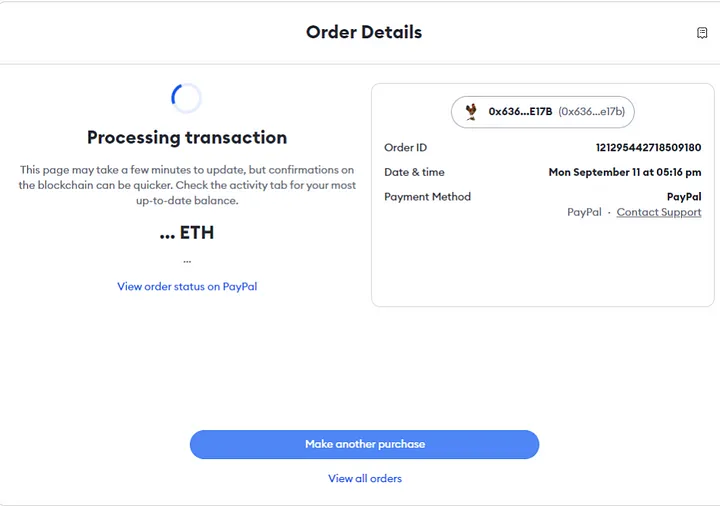 Order Details
Processing transaction
This page may take a few minutes to update, but confirmations on
the blockchain can be quicker. Check the activity tab for your most
up-to-date balance.
... ETH
...
View order status on PayPal
0x636...E17B (0x636...e17b)
Order ID 121295442718509180
Date & time Mon September 11 at 05:16 pm
Payment Method PayPal
PayPal · Contact Support
Make another purchase
View all orders